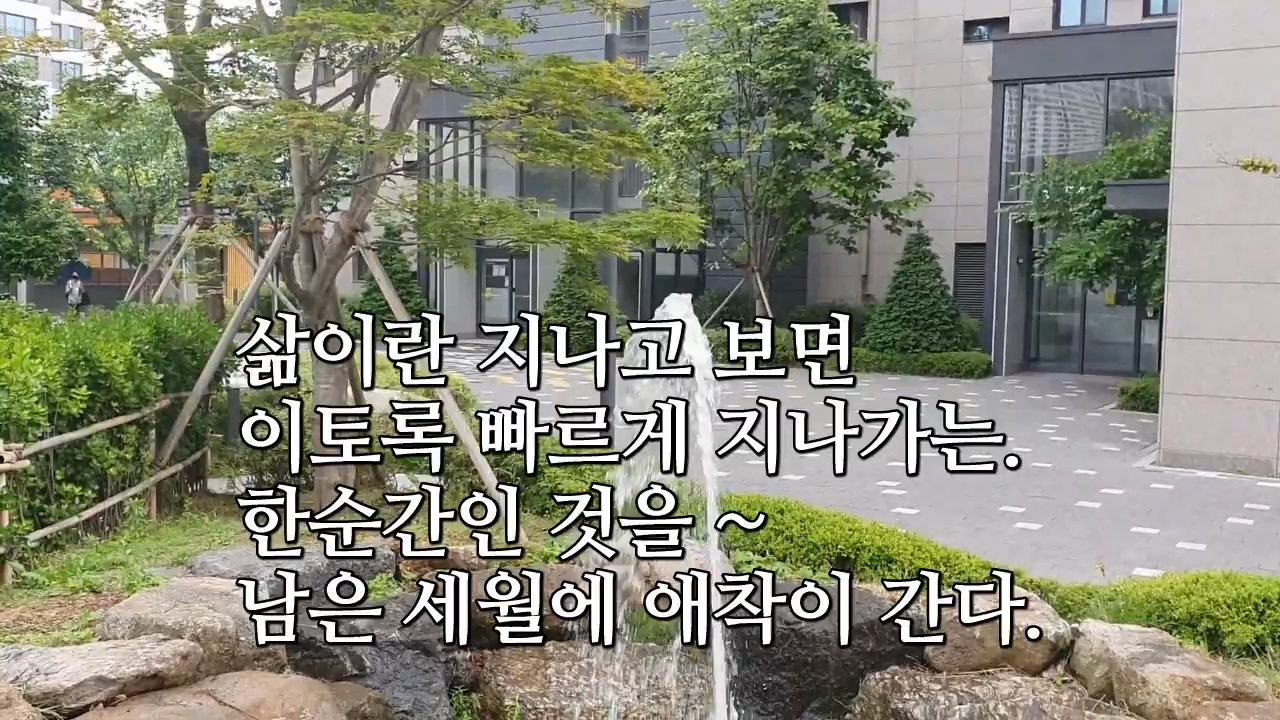 삶이란 지나고 보면
이토록 빠르게 지나가는.
한순간인 것을 ~
남은 세월에 애착이 간다.